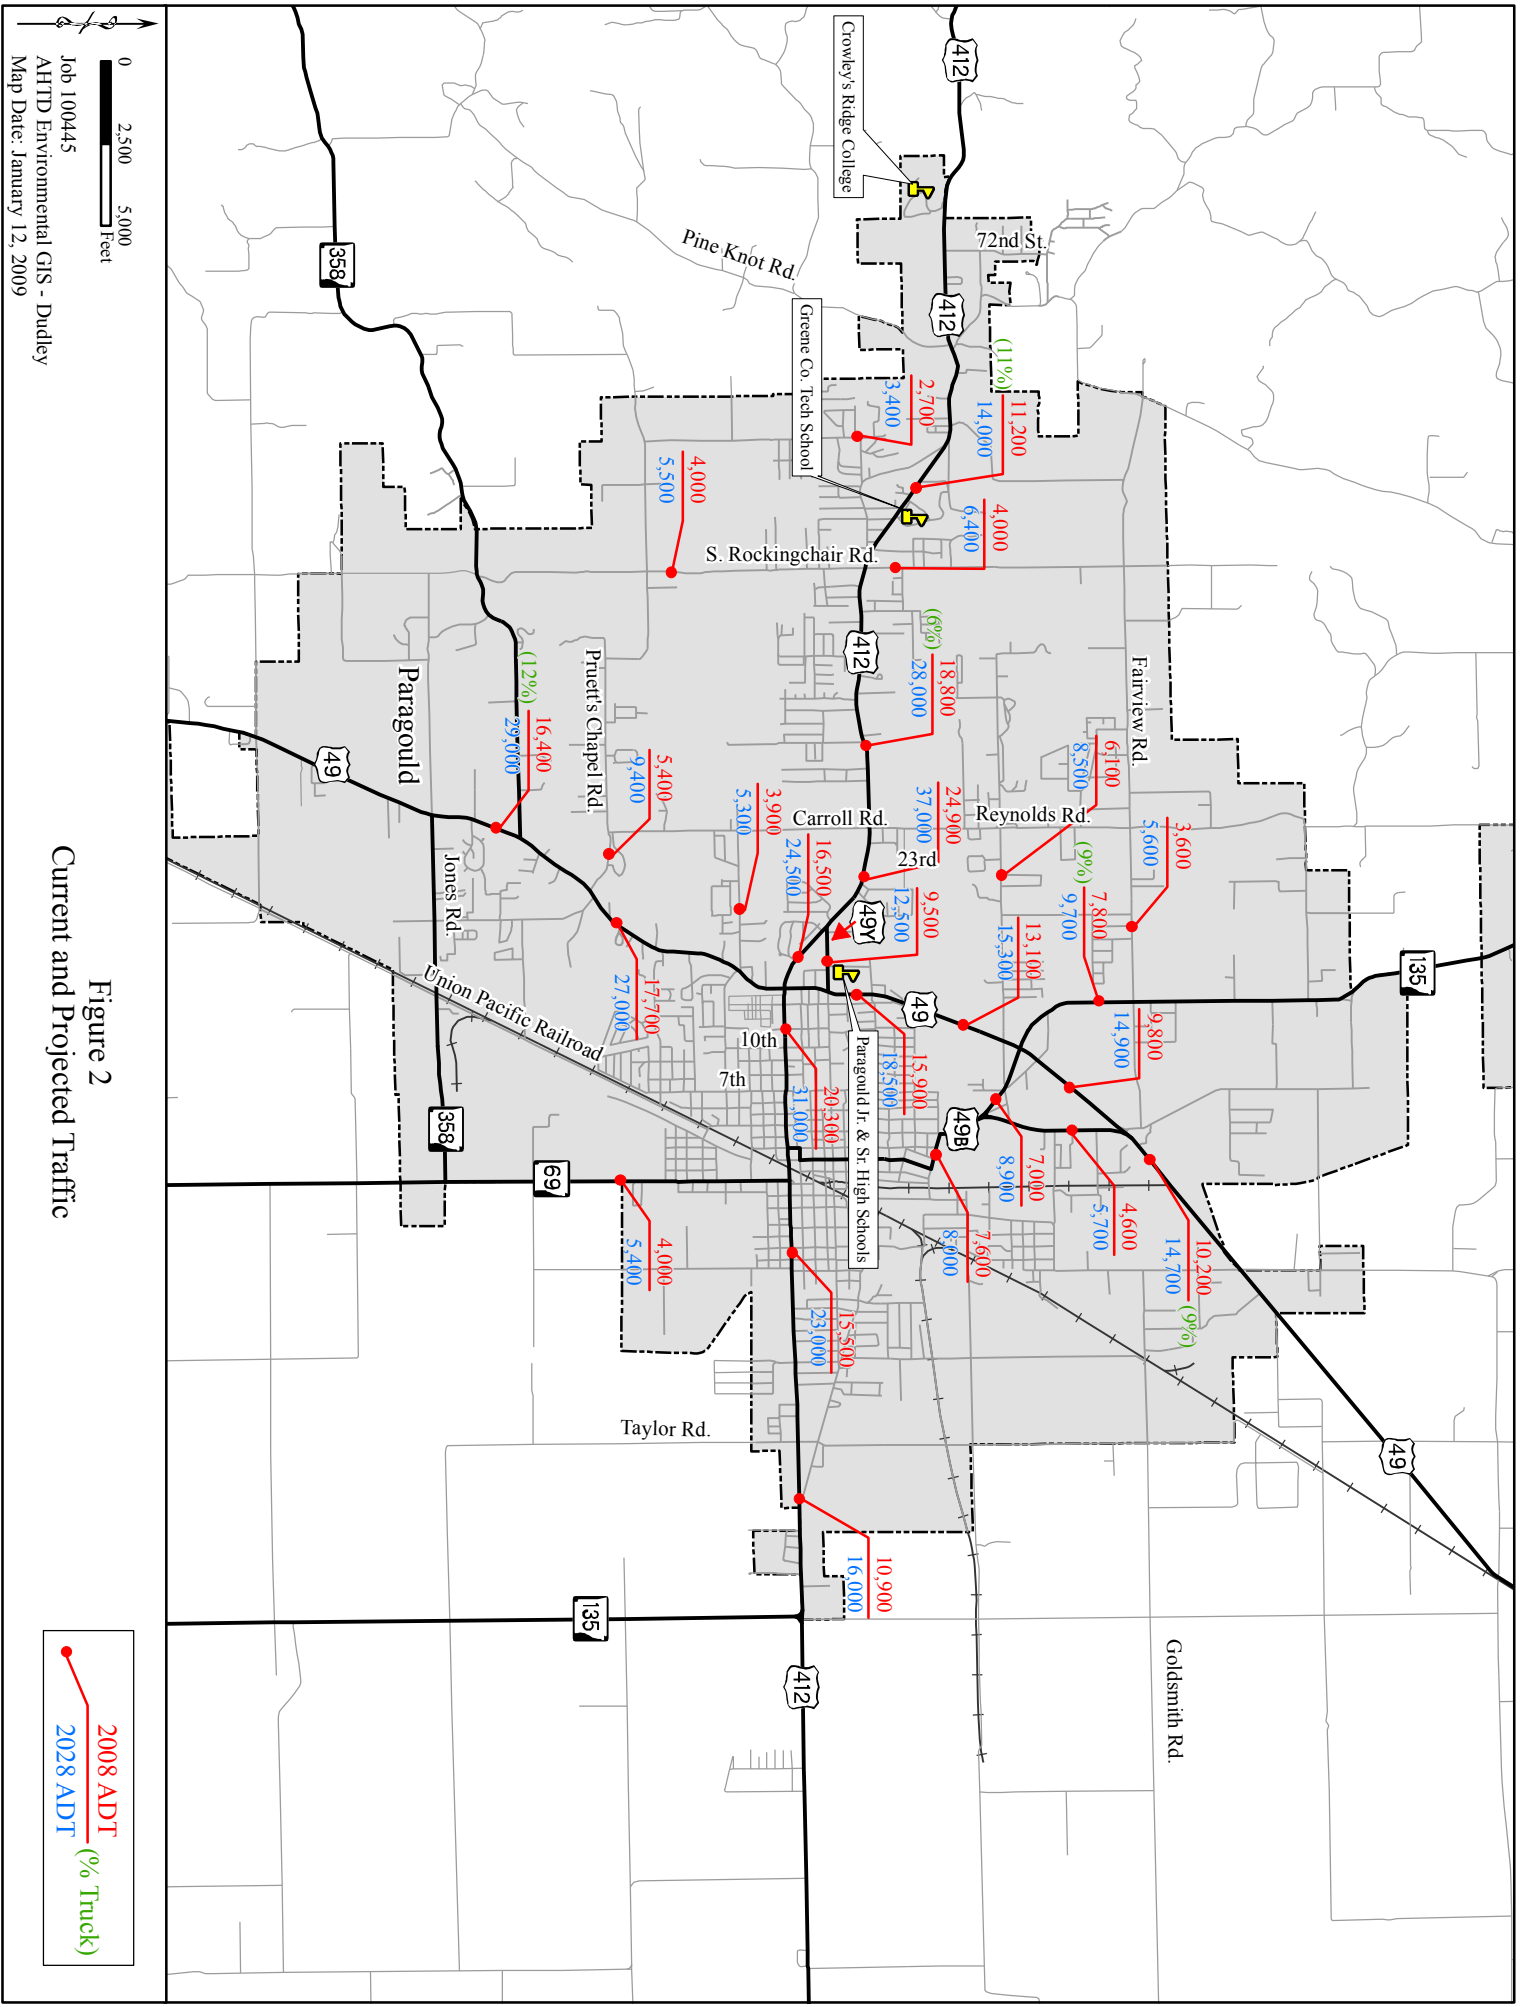 412
Crowley's Ridge College
72nd St.
Pine Knot Rd.
358
412
Greene Co. Tech School
(11%)
11,200
14,000
2,700
3,400
4,000
6,400
4,000
5,500
S. Rockingchair Rd.
412
(6%)
18,800
28,000
Fairview Rd.
6,100
8,500
Reynolds Rd.
3,600
5,600
(9%)
7,800
9,700
135
24,900
37,000
23rd
Carroll Rd.
16,500
24,500
49Y
9,500
12,500
3,900
5,300
5,400
9,400
Pruett's Chapel Rd.
(12%)
16,400
29,000
Paragould
49
Jones Rd.
Union Pacific Railroad
17,700
27,000
13,100
15,300
49
9,800
14,900
15,900
18,500
Paragould Jr. & Sr. High Schools
10th
7th
20,300
31,000
49B
7,000
8,900
4,600
5,700
10,200
14,700
(9%)
7,600
8,000
358
69
4,000
5,400
15,500
23,000
Taylor Rd.
49
10,900
16,000
135
412
Goldsmith Rd.
0
2,500
5,000
Feet
Job 100445
AHTD Environmental GIS - Dudley
Map Date: January 12, 2009
Figure 2
Current and Projected Traffic
2008 ADT
2028 ADT
(% Truck)